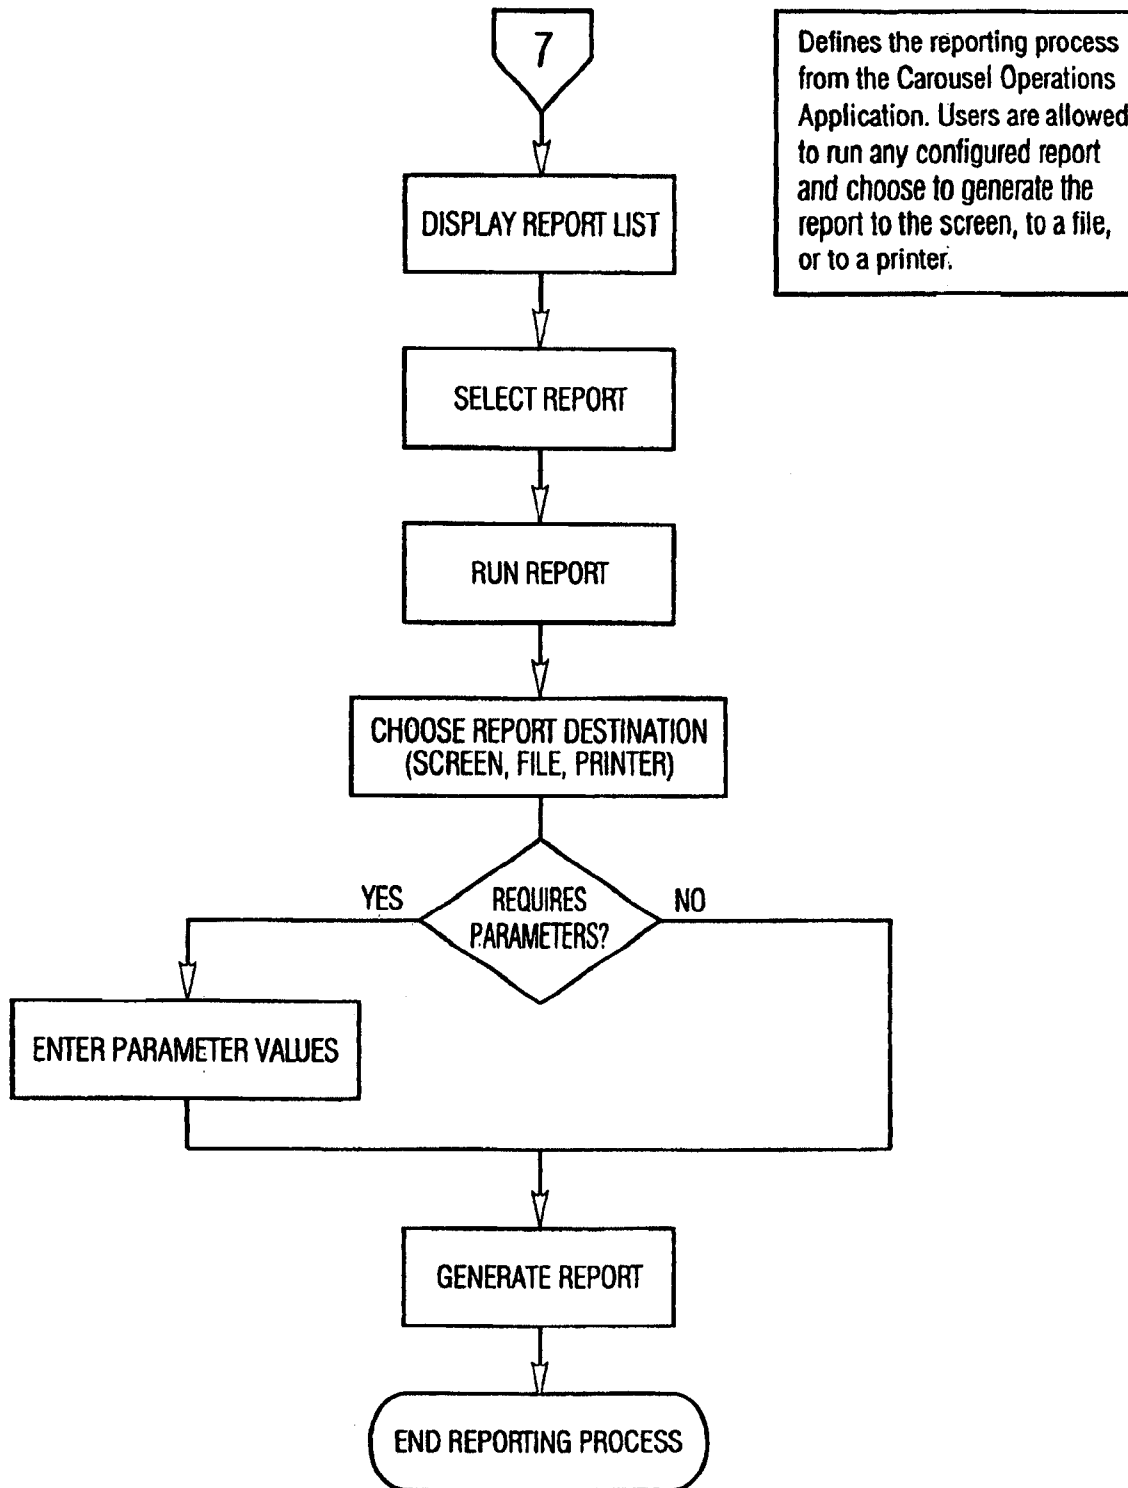 7
Defines the reporting process
from the Carousel Operations
Application. Users are allowed
to run any configured report
and choose to generate the
report to the screen, to a file,
or to a printer.
DISPLAY REPORT LIST
SELECT REPORT
RUN REPORT
CHOOSE REPORT DESTINATION
(SCREEN, FILE, PRINTER)
YES
REQUIRES
PARAMETERS?
NO
ENTER PARAMETER VALUES
GENERATE REPORT
END REPORTING PROCESS